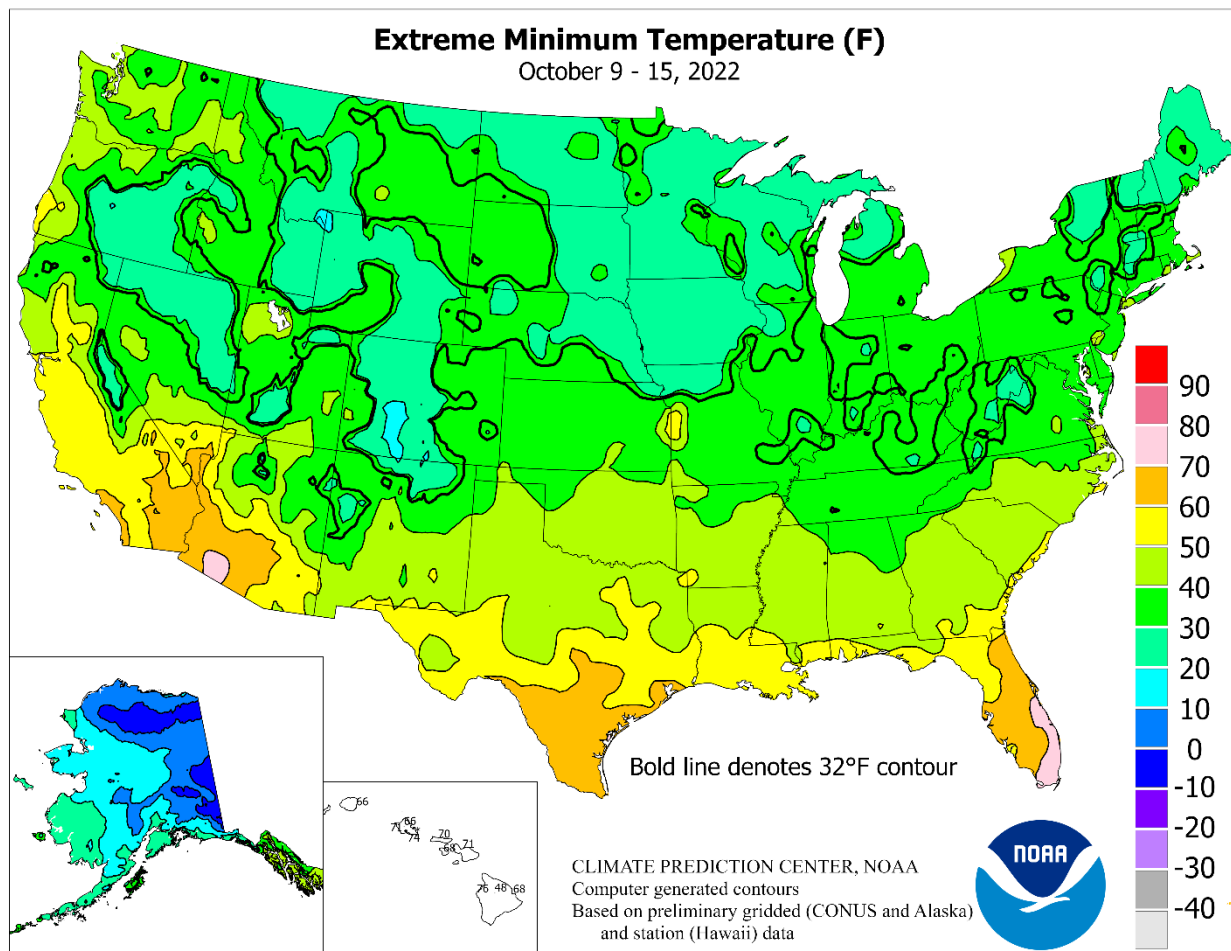 Extreme Minimum Temperature (F)
October 9 - 15, 2022
90
80
70
60
50
40
30
20
10
0
-10
-20
-30
-40
Bold line denotes 32°F contour
66
66
71
74
70
68
71
76 48 68
CLIMATE PREDICTION CENTER, NOAA
Computer generated contours
Based on preliminary gridded (CONUS and Alaska)
and station (Hawaii) data
NOAA